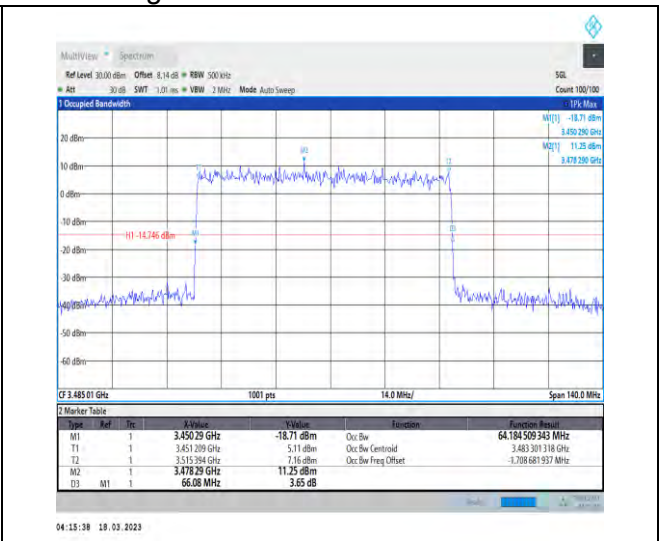 MultiView Spectrum
Ref Level 30.00 dBm Offset 8.14 dB RBW 500 kHz SGL
Att 30 dB SWT 1.01 ms VBW 2 MHz Mode Auto Sweep Count 100/100
1 Occupied Bandwidth 1Pk Max
M1[1] -18.71 dBm
3.450 290 GHz
M2[1] 11.25 dBm
3.478 290 GHz
20 dBm
M2
10 dBm
T2
0 dBm
-10 dBm
H1 -14.746 dBm M1 D3
-20 dBm
-30 dBm
-40 dBm
-50 dBm
-60 dBm
CF 3.485 01 GHz 1001 pts 14.0 MHz/ Span 140.0 MHz
2 Marker Table
Type Ref Trc X-Value Y-Value Function Function Result
M1 1 3.450 29 GHz -18.71 dBm Occ Bw 64.184 509 343 MHz
T1 1 3.451 209 GHz 5.11 dBm Occ Bw Centroid 3.483 301 318 GHz
T2 1 3.515 394 GHz 7.16 dBm Occ Bw Freq Offset -1.708 681 937 MHz
M2 1 3.478 29 GHz 11.25 dBm
D3 M1 1 66.08 MHz 3.65 dB
04:15:38 18.03.2023